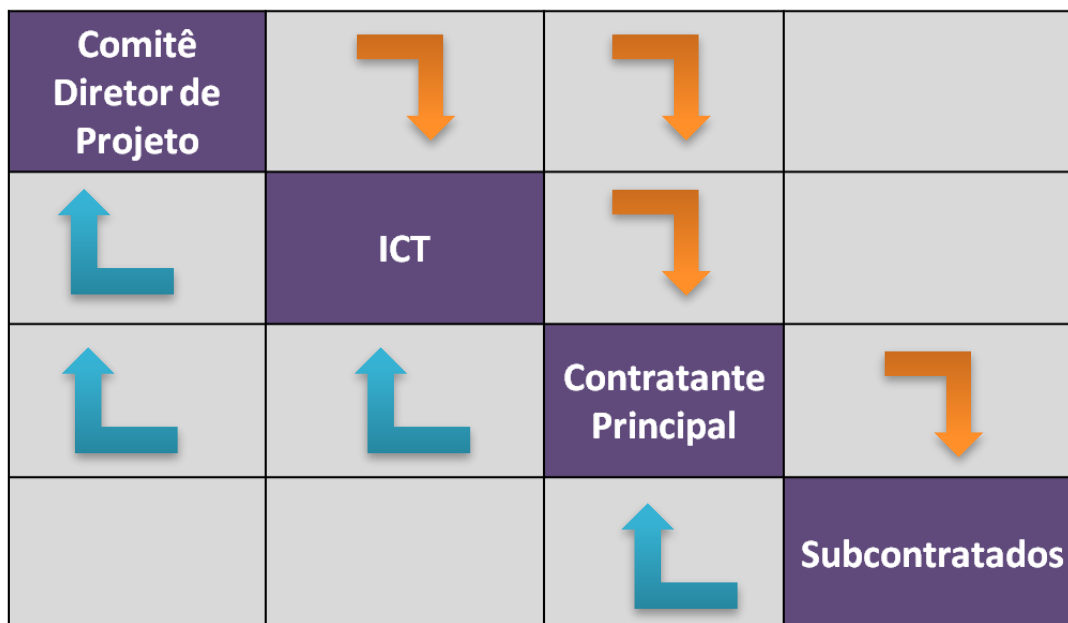 Comitê
Diretor de
Projeto
ICT
Contratante
Principal
Subcontratados